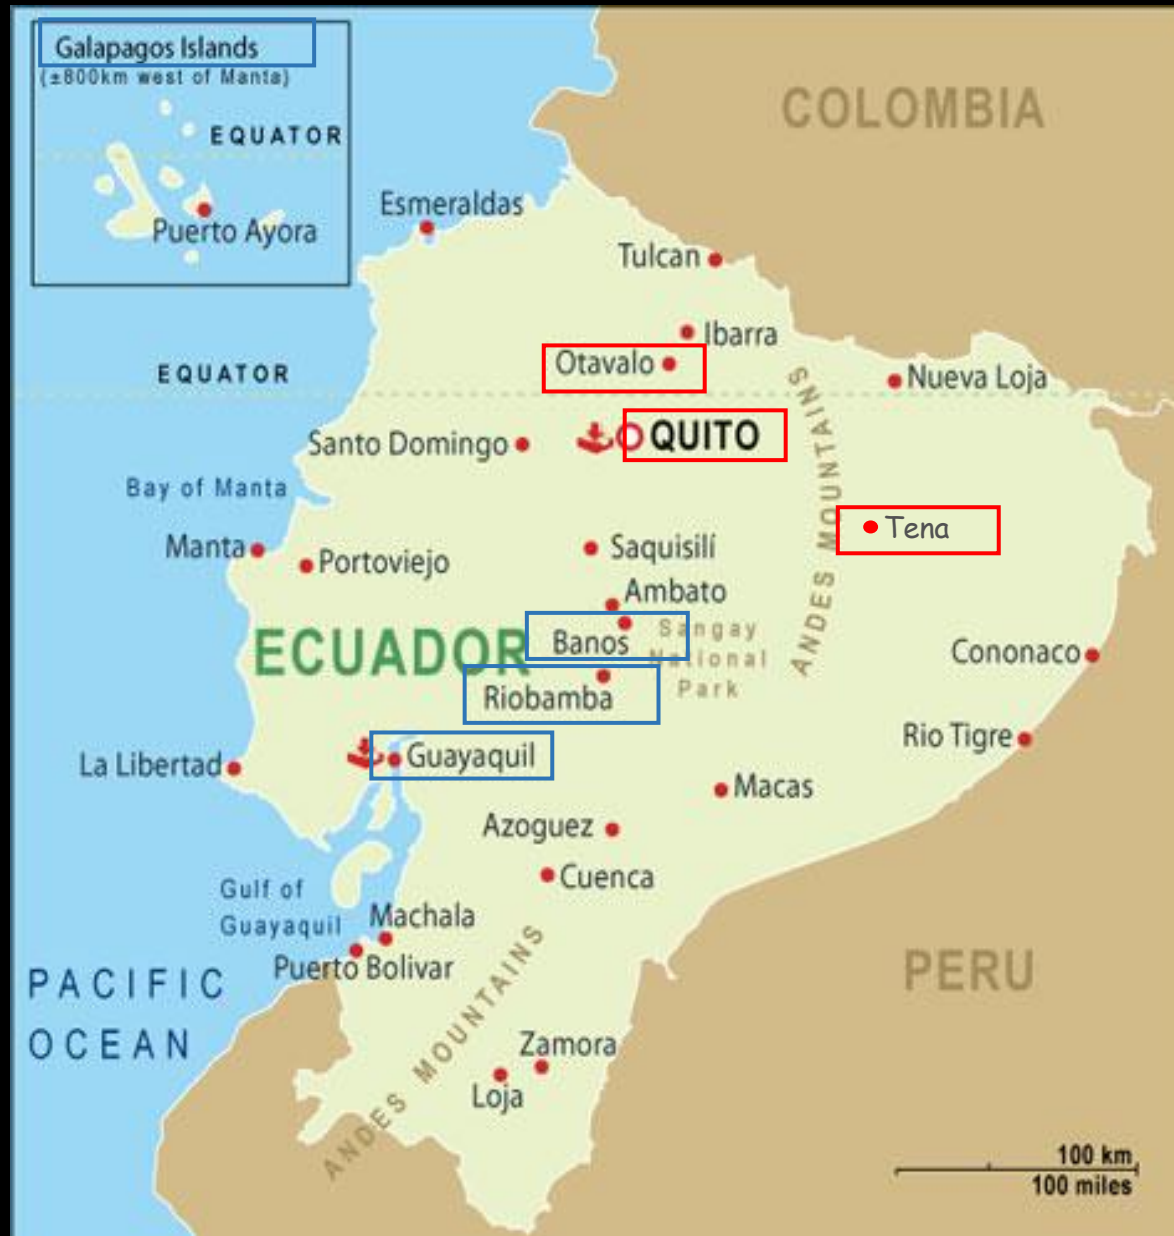 Galapagos Islands
(±800km west of Manta)
EQUATOR
Puerto Ayora
COLOMBIA
Esmeraldas
Tulcan
Ibarra
Otavalo
EQUATOR
Nueva Loja
Santo Domingo
QUITO
Bay of Manta
ANDES MOUNTAINS
Tena
Manta
Portoviejo
Saquisilí
Ambato
ECUADOR
Banos
Sangay
National
Park
Cononaco
Riobamba
Rio Tigre
La Libertad
Guayaquil
Macas
Azoguez
Cuenca
Gulf of
Guayaquil
Machala
Puerto Bolivar
PACIFIC
OCEAN
PERU
ANDES MOUNTAINS
Zamora
Loja
100 km
100 miles